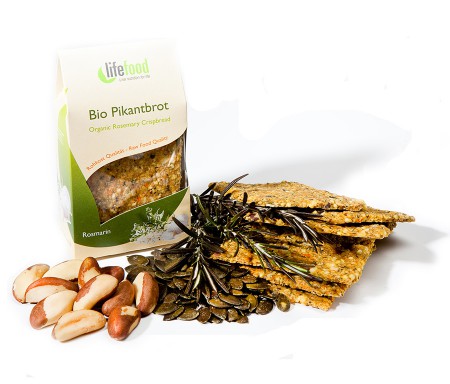 lifefood
Bio Pikantbrot
Organic Rosemary Crispbread
Rohkost Qualität - Raw Food Quality
Rosmarin